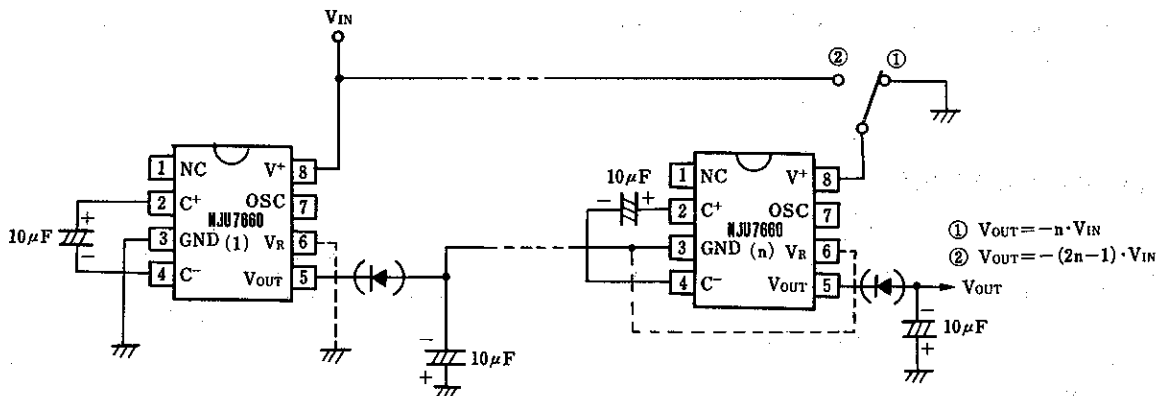 VIN
② ①
1 NC V+ 8
2 C+ OSC 7
NJU7660
3 GND (1) VR 6
4 C- VOUT 5
10μF + -
- 10μF +
1 NC V+ 8
2 C+ OSC 7
NJU7660
3 GND (n) VR 6
4 C- VOUT 5
10μF - +
VOUT
- 10μF +
① VOUT=-n·VIN
② VOUT=-(2n-1)·VIN